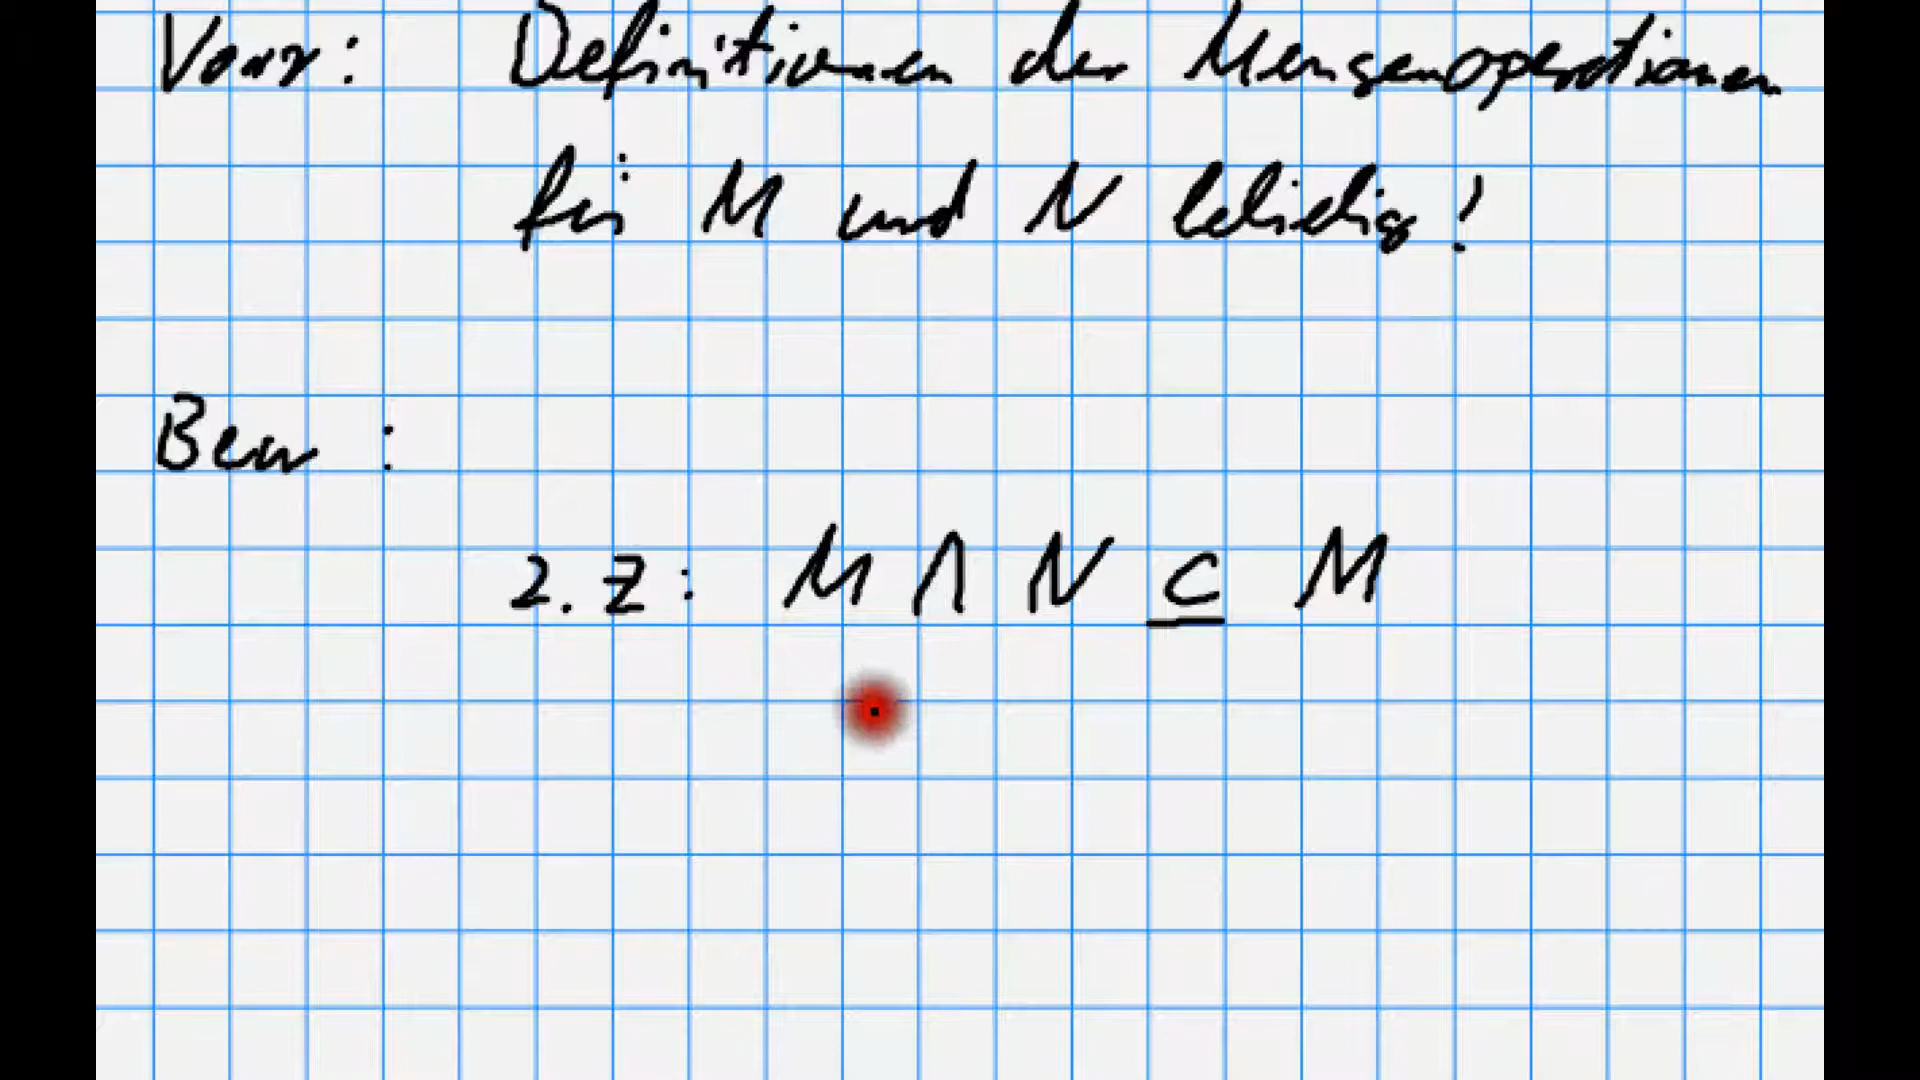 Vorr: Definitionen der Mengenoperationen
für M und N beliebig!
Bew :
z.Z: M ∩ N ⊆ M